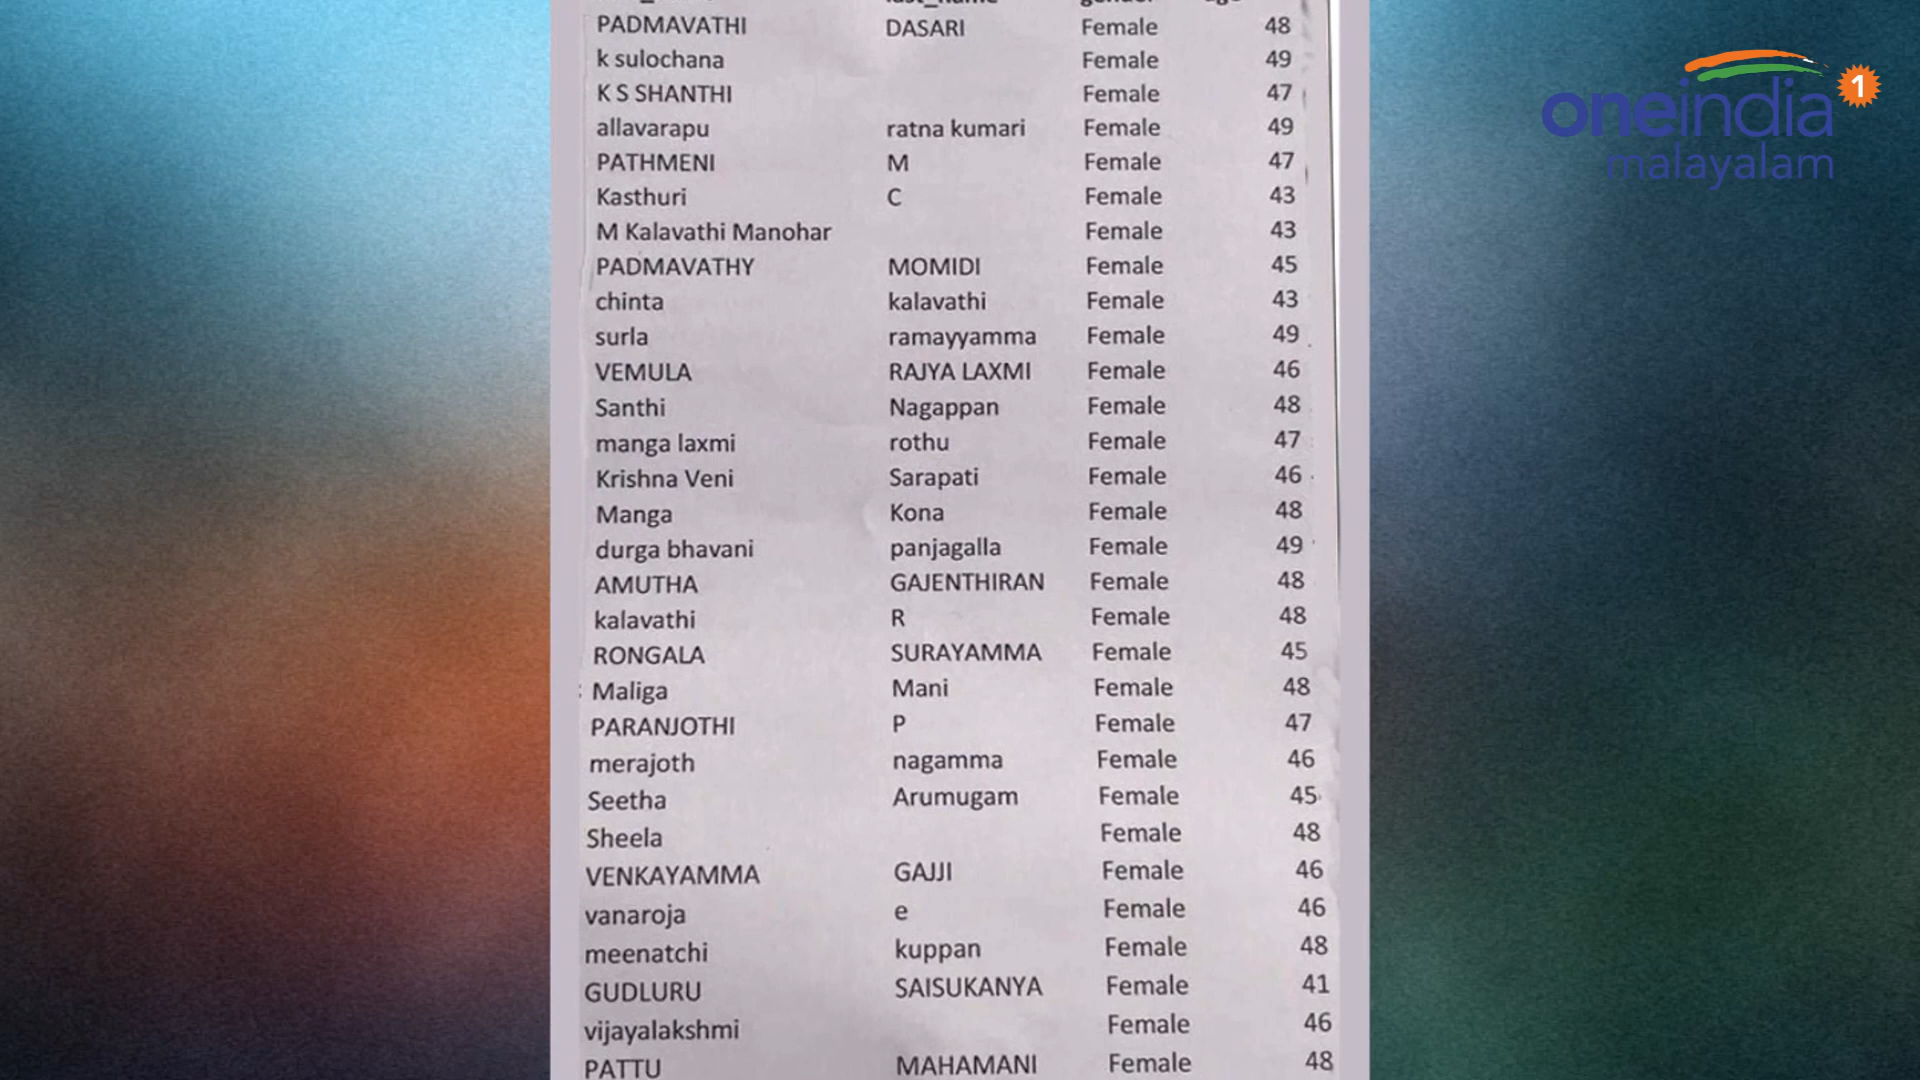 last_name gender age
PADMAVATHI DASARI Female 48
k sulochana Female 49
K S SHANTHI Female 47
allavarapu ratna kumari Female 49
PATHMENI M Female 47
Kasthuri C Female 43
M Kalavathi Manohar Female 43
PADMAVATHY MOMIDI Female 45
chinta kalavathi Female 43
surla ramayyamma Female 49
VEMULA RAJYA LAXMI Female 46
Santhi Nagappan Female 48
manga laxmi rothu Female 47
Krishna Veni Sarapati Female 46
Manga Kona Female 48
durga bhavani panjagalla Female 49
AMUTHA GAJENTHIRAN Female 48
kalavathi R Female 48
RONGALA SURAYAMMA Female 45
Maliga Mani Female 48
PARANJOTHI P Female 47
merajoth nagamma Female 46
Seetha Arumugam Female 45
Sheela Female 48
VENKAYAMMA GAJJI Female 46
vanaroja e Female 46
meenatchi kuppan Female 48
GUDLURU SAISUKANYA Female 41
vijayalakshmi Female 46
PATTU MAHAMANI Female 48
oneindia 1
malayalam